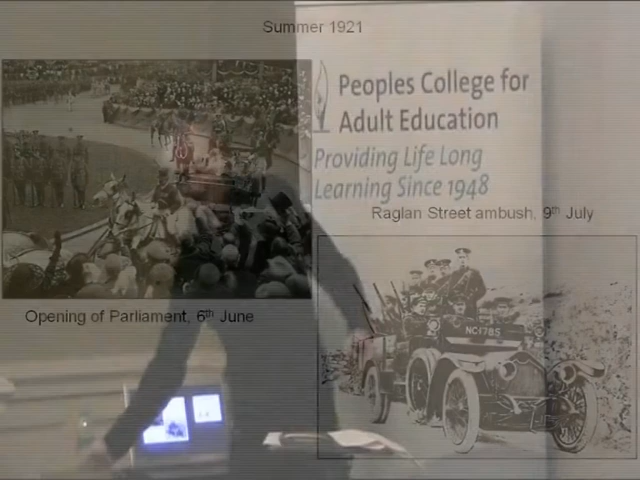 Summer 1921
Peoples College for
Adult Education
Providing Life Long
Learning Since 1948
Raglan Street ambush, 9th July
NC1785
Opening of Parliament, 6th June